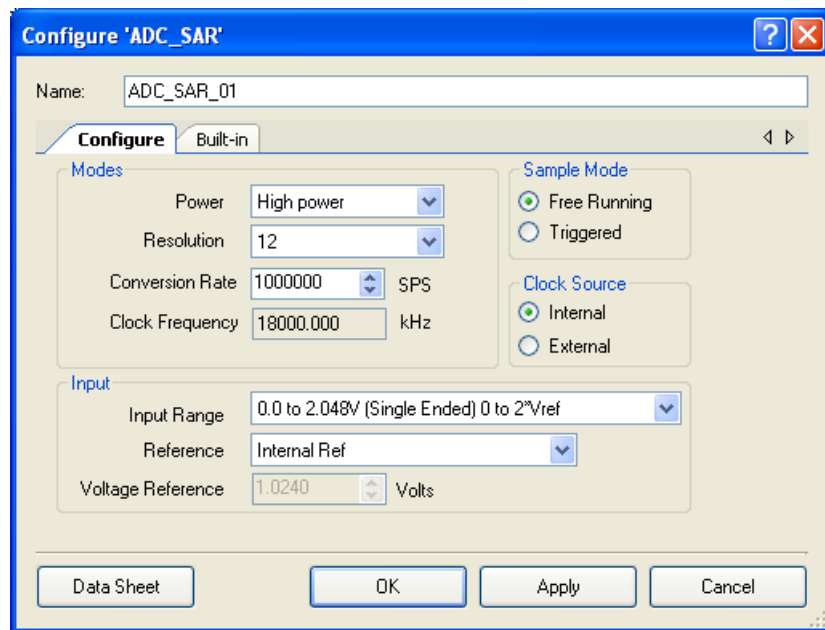 Configure 'ADC_SAR'
Name: ADC_SAR_01
Configure Built-in
Modes
Power High power
Resolution 12
Conversion Rate 1000000 SPS
Clock Frequency 18000.000 kHz
Sample Mode
Free Running
Triggered
Clock Source
Internal
External
Input
Input Range 0.0 to 2.048V (Single Ended) 0 to 2*Vref
Reference Internal Ref
Voltage Reference 1.0240 Volts
Data Sheet OK Apply Cancel